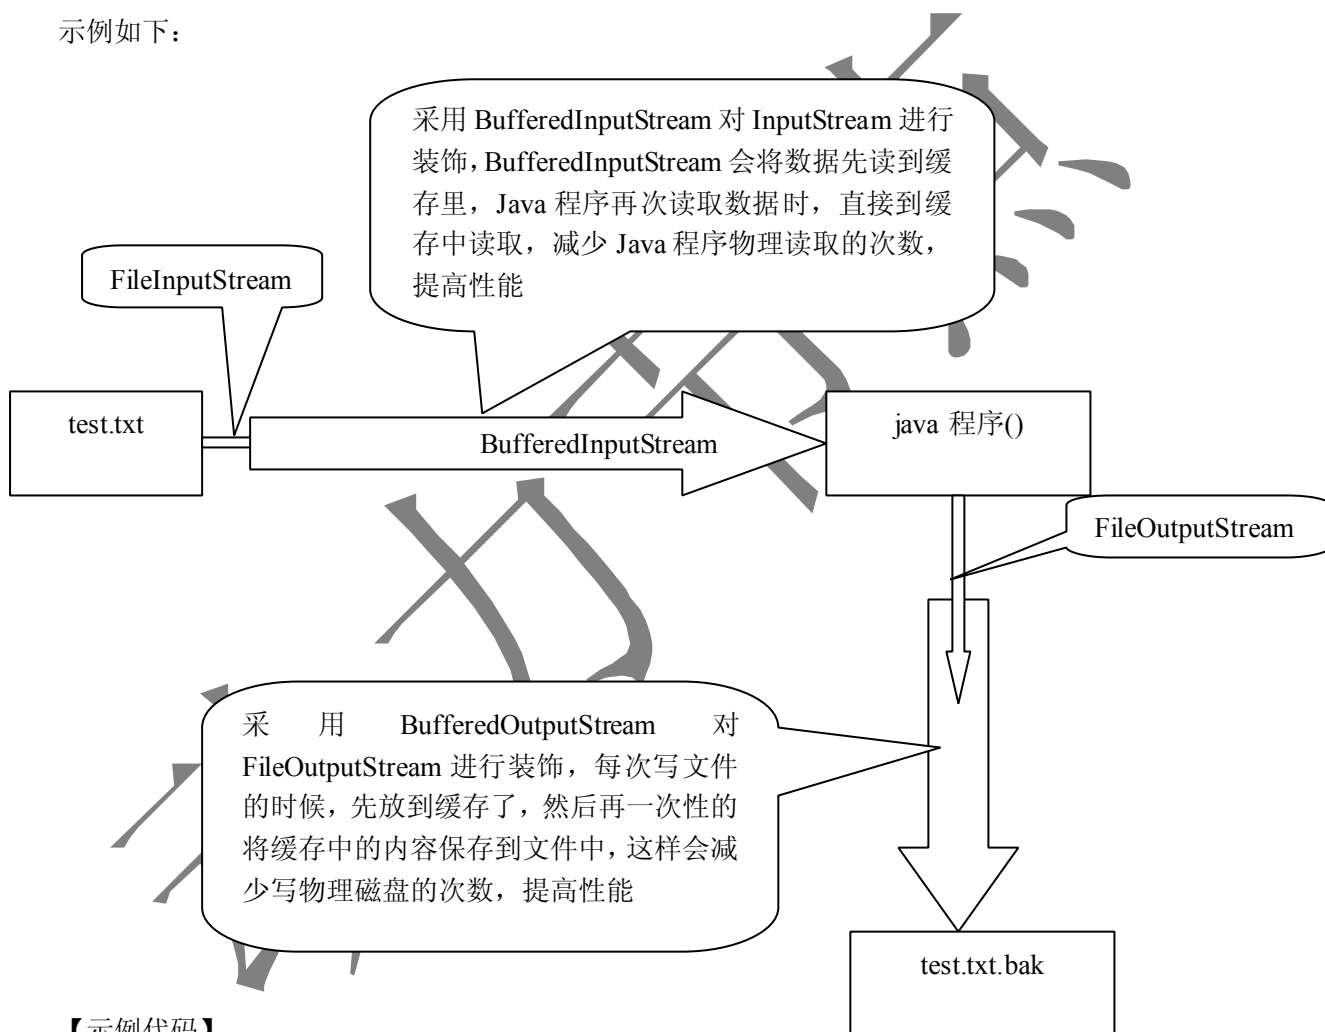 示例如下：
采用 BufferedInputStream 对 InputStream 进行
装饰，BufferedInputStream 会将数据先读到缓
存里，Java 程序再次读取数据时，直接到缓
存中读取，减少 Java 程序物理读取的次数，
提高性能
FileInputStream
test.txt
BufferedInputStream
java 程序()
FileOutputStream
采 用 BufferedOutputStream 对
FileOutputStream 进行装饰，每次写文件
的时候，先放到缓存了，然后再一次性的
将缓存中的内容保存到文件中，这样会减
少写物理磁盘的次数，提高性能
test.txt.bak
【示例代码】